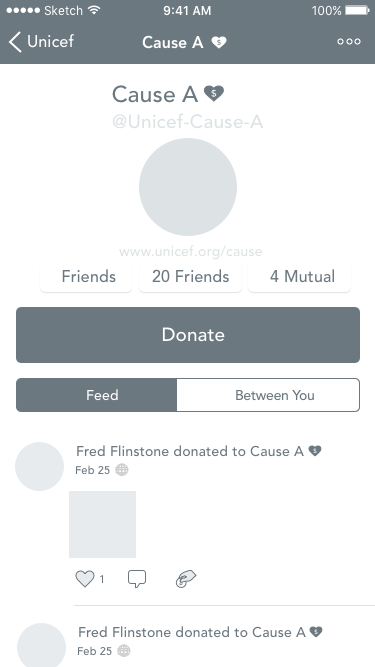 Sketch 9:41 AM 100%
Unicef Cause A
Cause A
@Unicef-Cause-A
www.unicef.org/cause
Friends 20 Friends 4 Mutual
Donate
Feed Between You
Fred Flinstone donated to Cause A
Feb 25
1
Fred Flinstone donated to Cause A
Feb 25